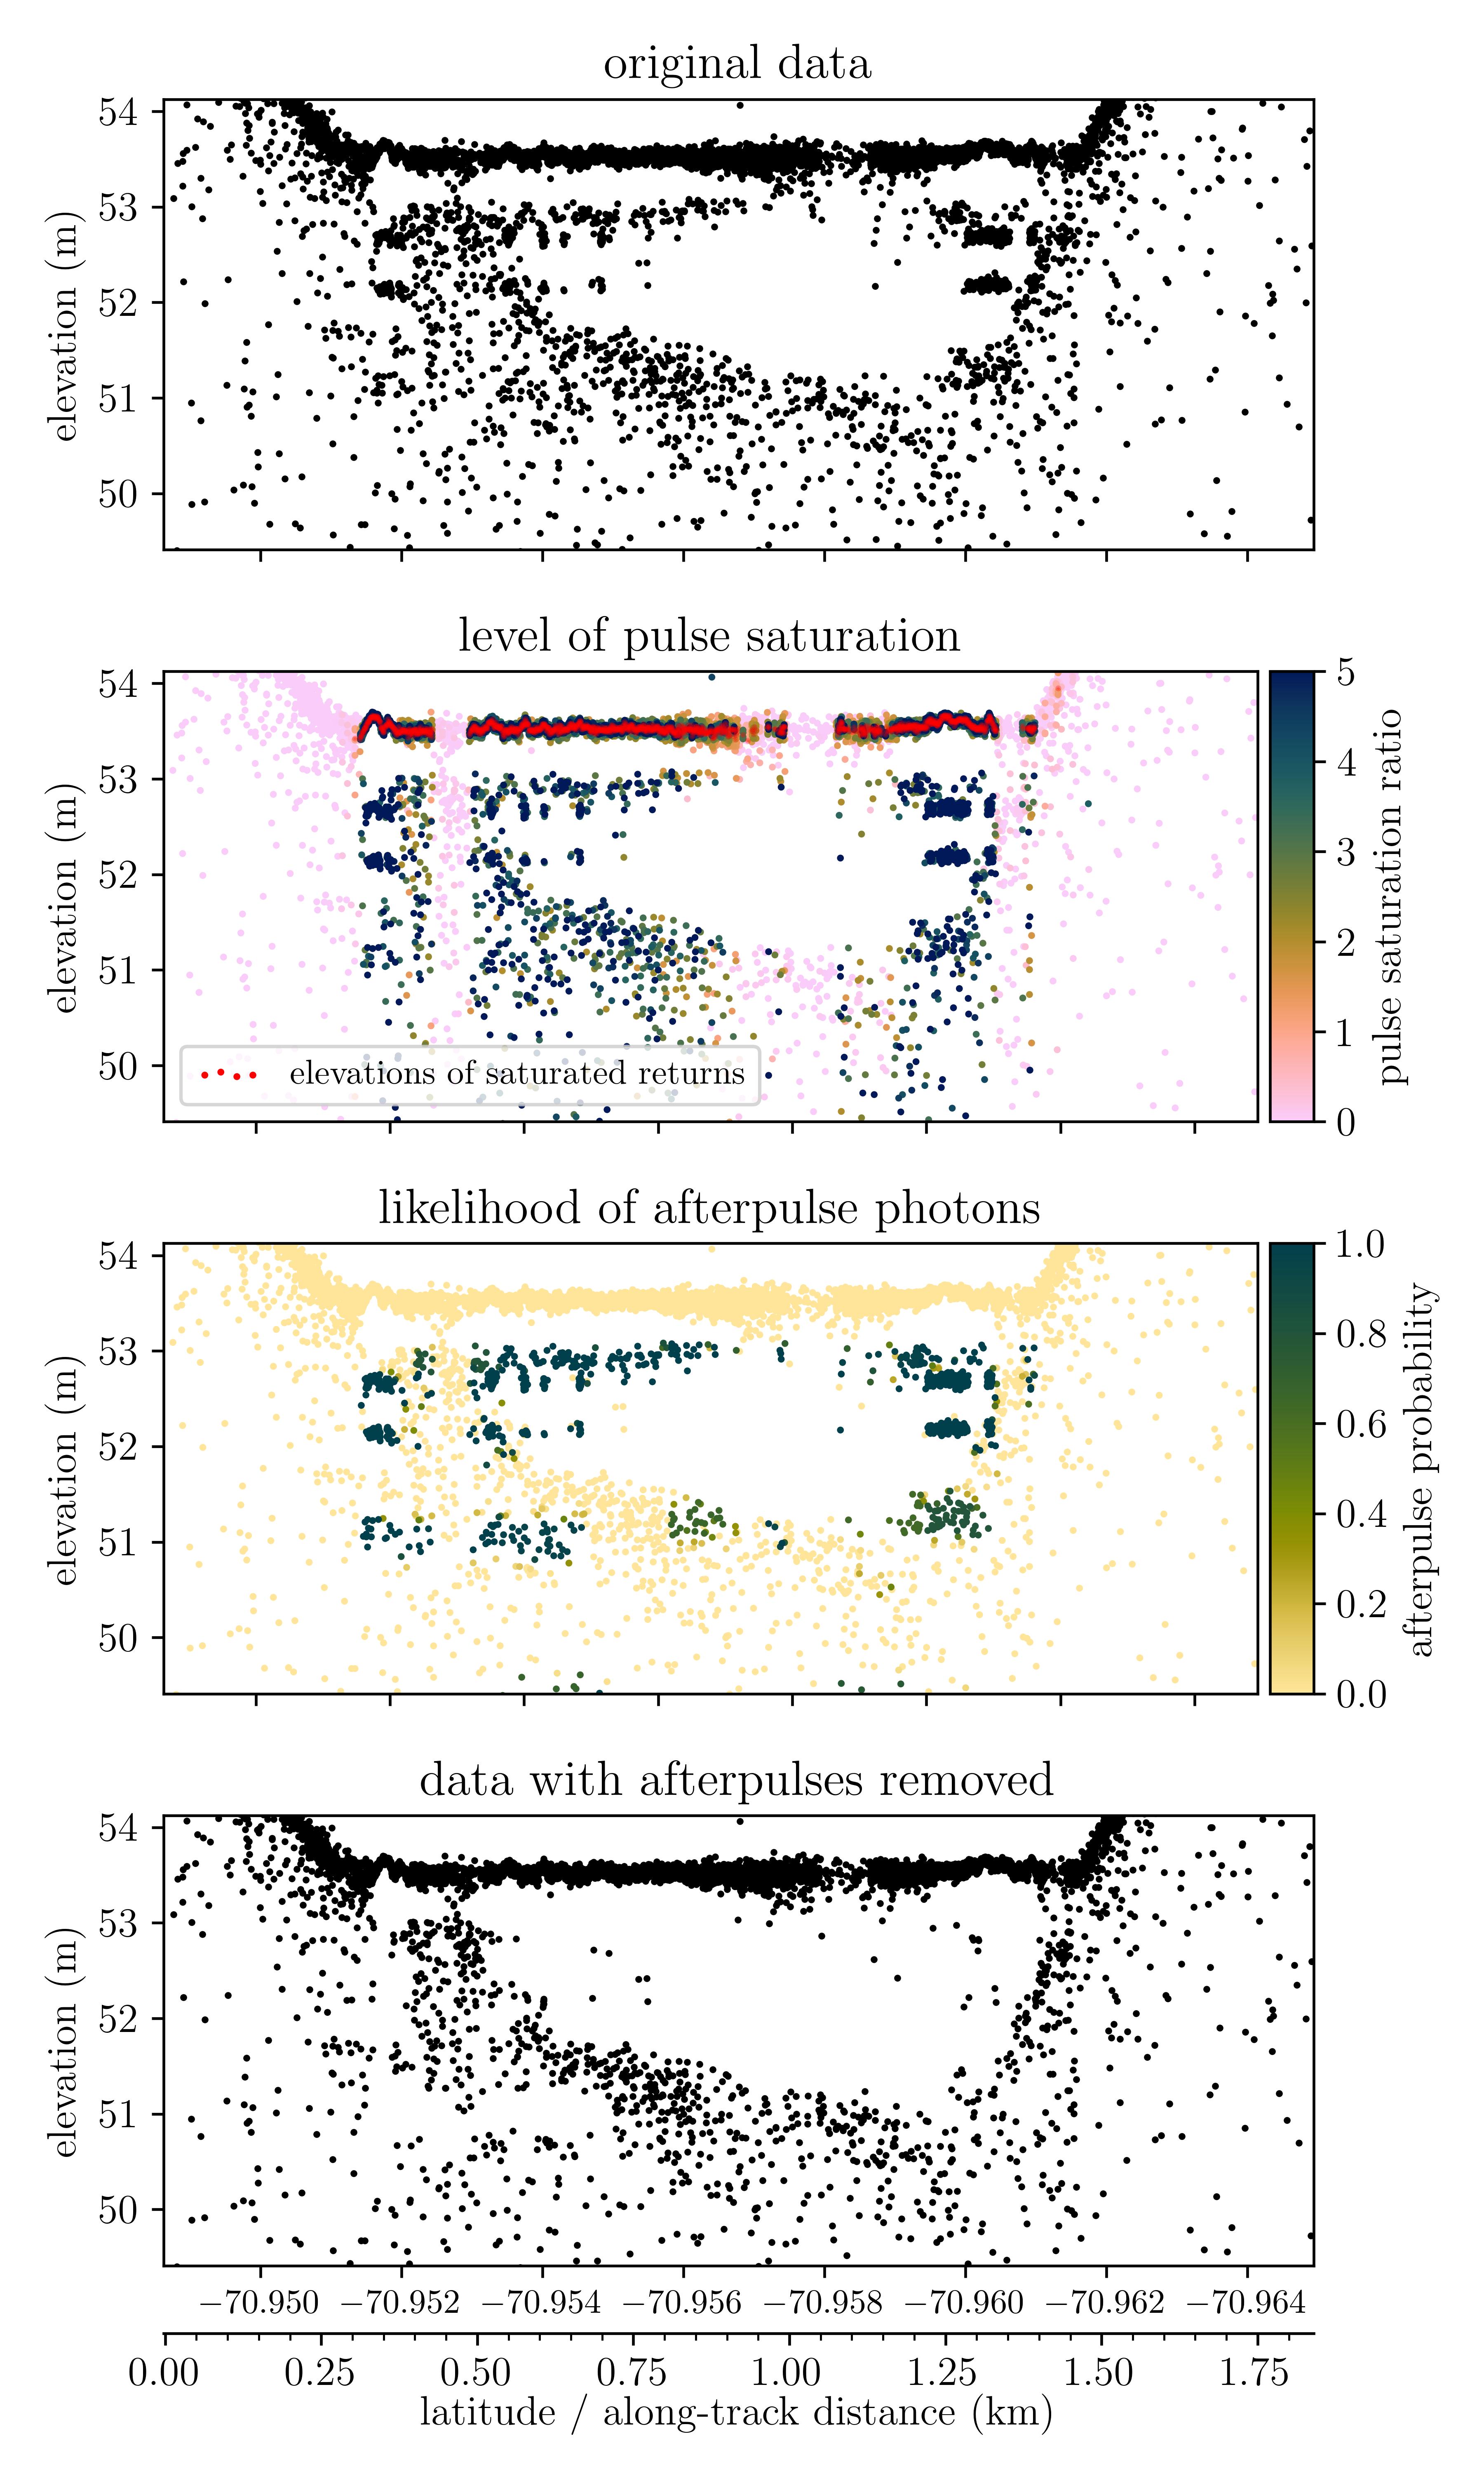 original data
54
53
52
51
50
elevation (m)
level of pulse saturation
54
53
52
51
50
elevation (m)
elevations of saturated returns
5
4
3
2
1
0
pulse saturation ratio
likelihood of afterpulse photons
54
53
52
51
50
elevation (m)
1.0
0.8
0.6
0.4
0.2
0.0
afterpulse probability
data with afterpulses removed
54
53
52
51
50
elevation (m)
−70.950 −70.952 −70.954 −70.956 −70.958 −70.960 −70.962 −70.964
0.00 0.25 0.50 0.75 1.00 1.25 1.50 1.75
latitude / along-track distance (km)